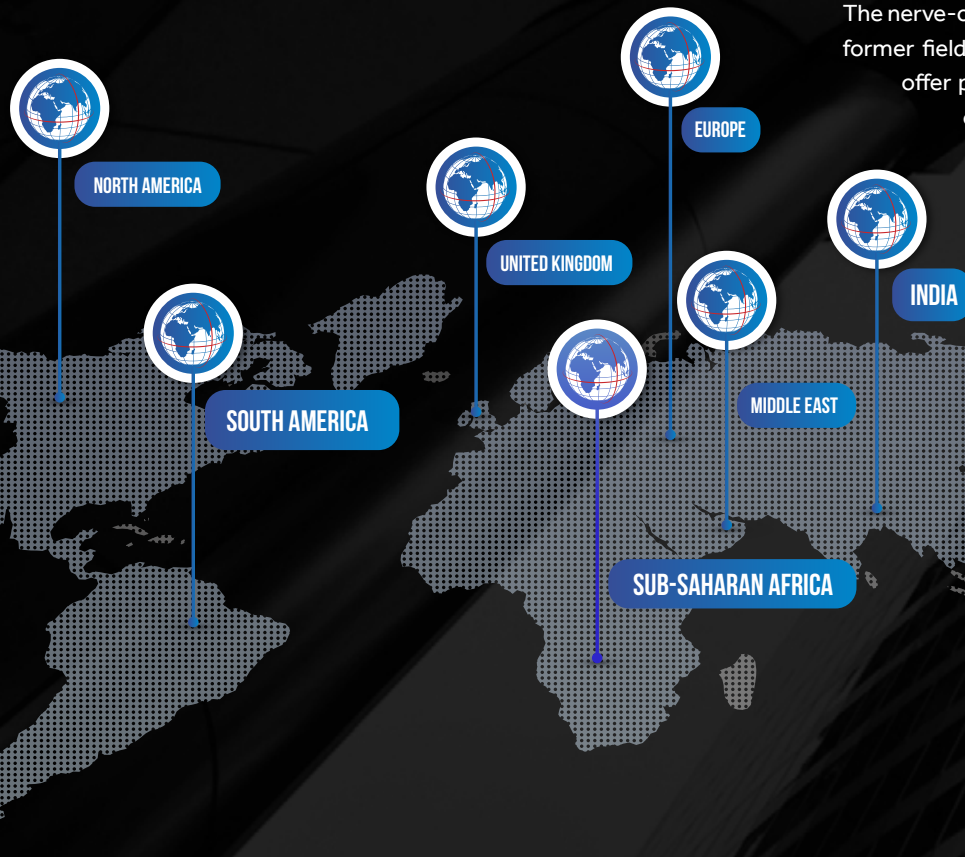 The nerve-
former field
offer
EUROPE
NORTH AMERICA
UNITED KINGDOM
INDIA
SOUTH AMERICA
MIDDLE EAST
SUB-SAHARAN AFRICA